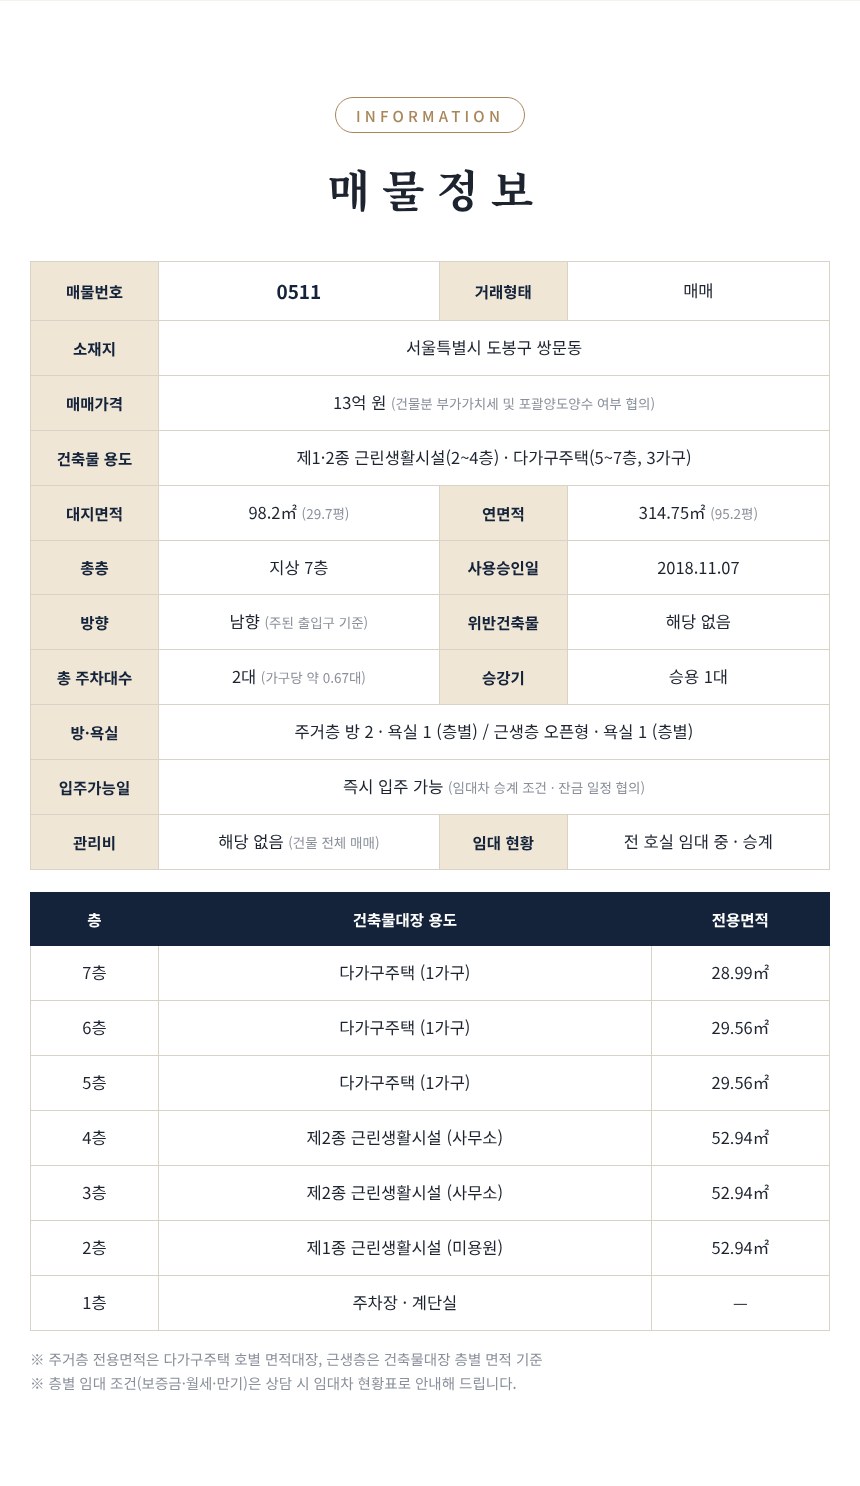 INFORMATION
매물정보
매물번호 0511 거래형태 매매
소재지 서울특별시 도봉구 쌍문동
매매가격 13억 원 (건물분 부가가치세 및 포괄양도양수 여부 협의)
건축물 용도 제1·2종 근린생활시설(2~4층) · 다가구주택(5~7층, 3가구)
대지면적 98.2㎡ (29.7평) 연면적 314.75㎡ (95.2평)
총층 지상 7층 사용승인일 2018.11.07
방향 남향 (주된 출입구 기준) 위반건축물 해당 없음
총 주차대수 2대 (가구당 약 0.67대) 승강기 승용 1대
방·욕실 주거층 방 2 · 욕실 1 (층별) / 근생층 오픈형 · 욕실 1 (층별)
입주가능일 즉시 입주 가능 (임대차 승계 조건 · 잔금 일정 협의)
관리비 해당 없음 (건물 전체 매매) 임대 현황 전 호실 임대 중 · 승계
층 건축물대장 용도 전용면적
7층 다가구주택 (1가구) 28.99㎡
6층 다가구주택 (1가구) 29.56㎡
5층 다가구주택 (1가구) 29.56㎡
4층 제2종 근린생활시설 (사무소) 52.94㎡
3층 제2종 근린생활시설 (사무소) 52.94㎡
2층 제1종 근린생활시설 (미용원) 52.94㎡
1층 주차장 · 계단실 —
※ 주거층 전용면적은 다가구주택 호별 면적대장, 근생층은 건축물대장 층별 면적 기준
※ 층별 임대 조건(보증금·월세·만기)은 상담 시 임대차 현황표로 안내해 드립니다.